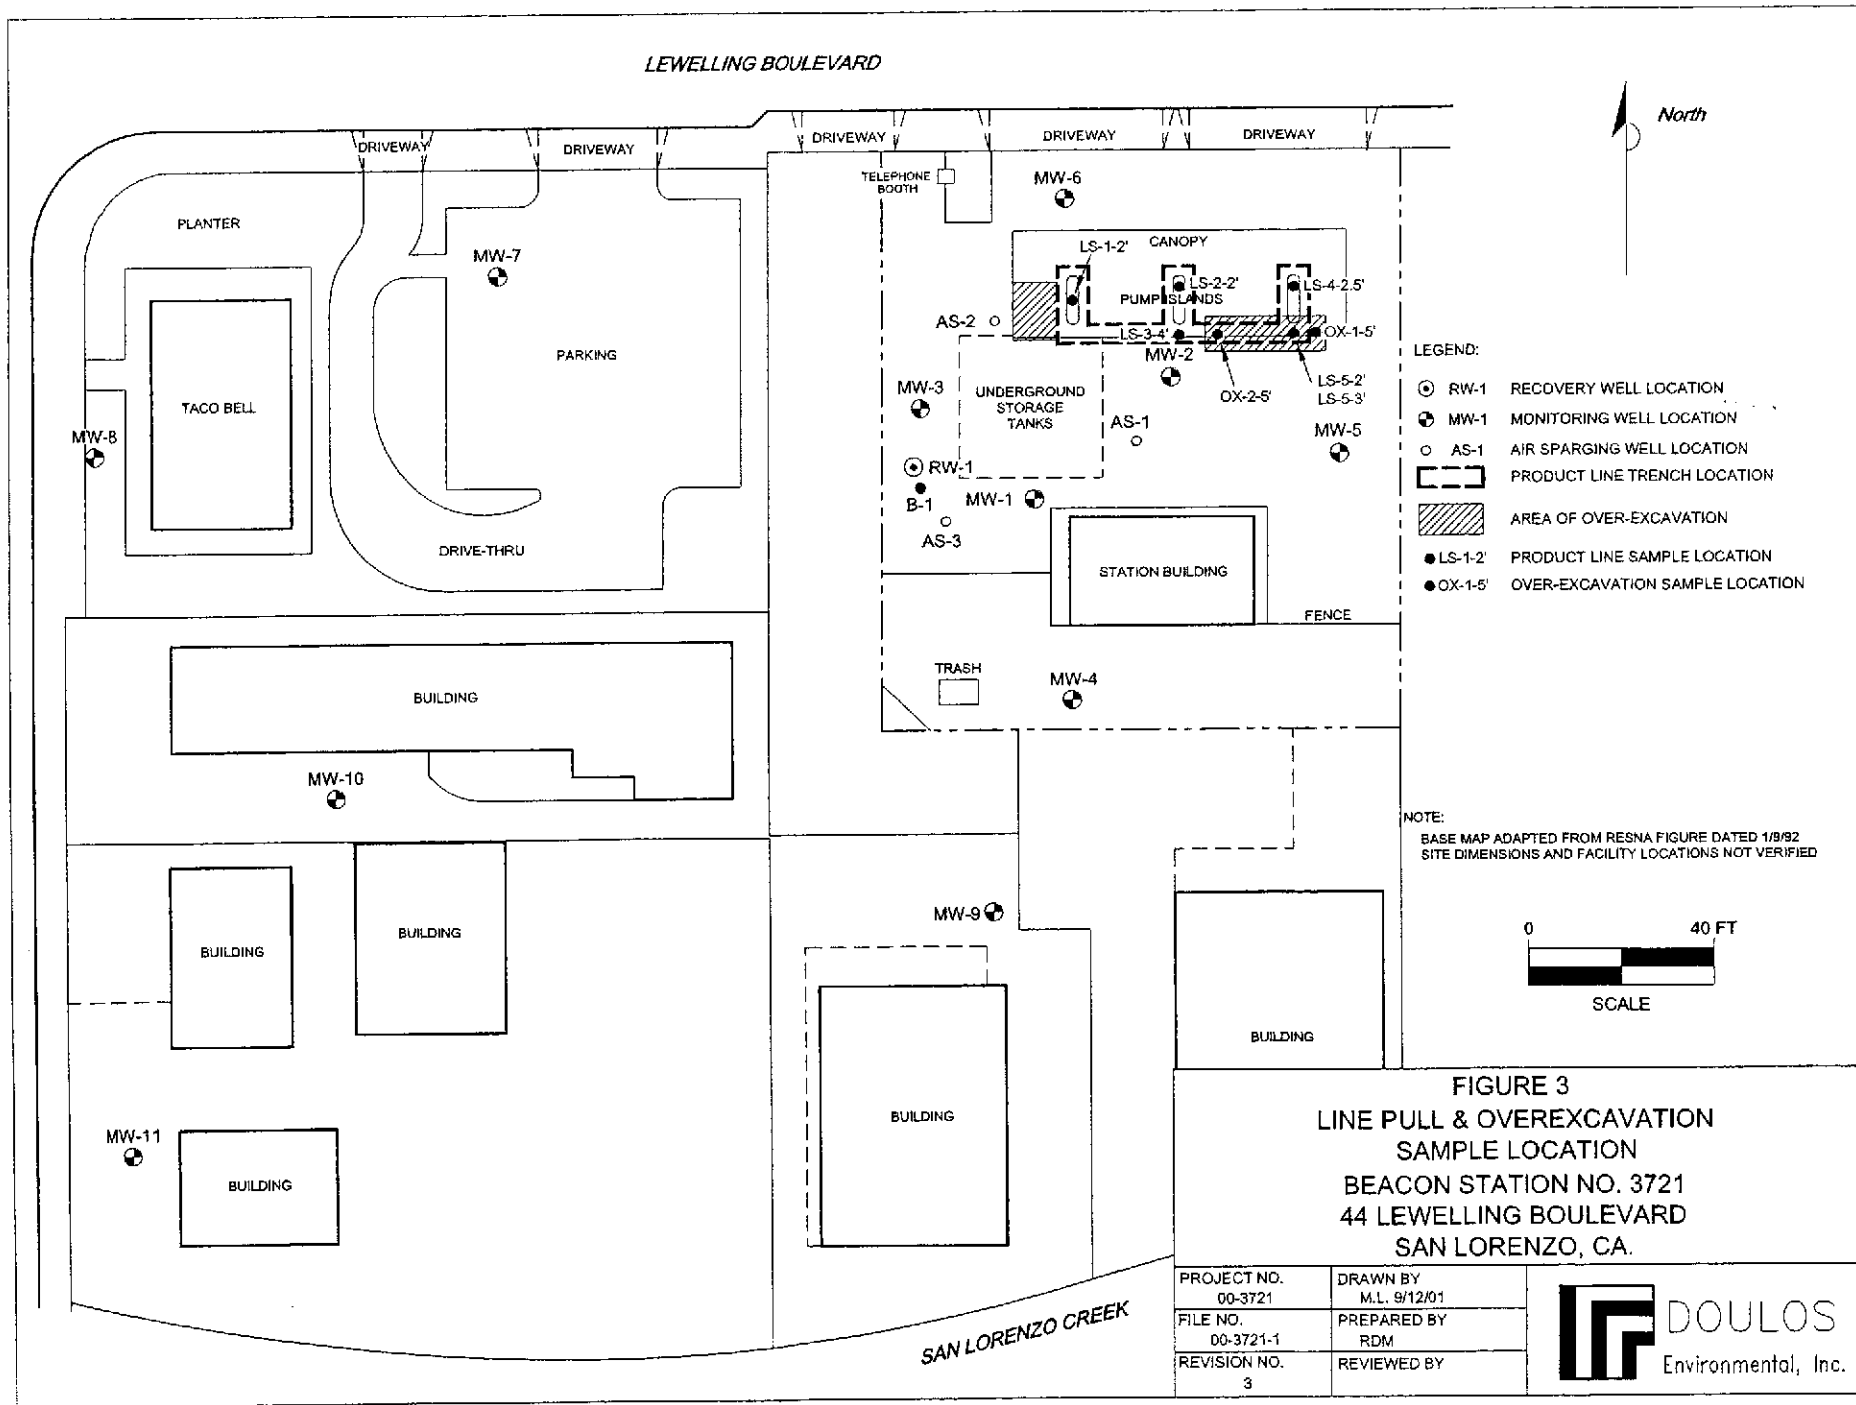 LEWELLING BOULEVARD
North
DRIVEWAY
DRIVEWAY
DRIVEWAY
DRIVEWAY
DRIVEWAY
TELEPHONE
BOOTH
MW-6
PLANTER
CANOPY
LS-1-2'
MW-7
LS-2-2'
LS-4-2.5'
PUMP ISLANDS
AS-2
LS-3-4'
OX-1-5'
MW-2
PARKING
TACO BELL
MW-3
UNDERGROUND
STORAGE
TANKS
OX-2-5'
LS-5-2'
LS-5-3'
AS-1
MW-5
MW-8
RW-1
B-1
MW-1
AS-3
DRIVE-THRU
STATION BUILDING
FENCE
LEGEND:
RW-1 RECOVERY WELL LOCATION
MW-1 MONITORING WELL LOCATION
AS-1 AIR SPARGING WELL LOCATION
PRODUCT LINE TRENCH LOCATION
AREA OF OVER-EXCAVATION
LS-1-2' PRODUCT LINE SAMPLE LOCATION
OX-1-5' OVER-EXCAVATION SAMPLE LOCATION
TRASH
MW-4
BUILDING
MW-10
NOTE:
BASE MAP ADAPTED FROM RESNA FIGURE DATED 1/9/92
SITE DIMENSIONS AND FACILITY LOCATIONS NOT VERIFIED
MW-9
BUILDING
BUILDING
0 40 FT
SCALE
BUILDING
BUILDING
MW-11
BUILDING
SAN LORENZO CREEK
FIGURE 3
LINE PULL & OVEREXCAVATION
SAMPLE LOCATION
BEACON STATION NO. 3721
44 LEWELLING BOULEVARD
SAN LORENZO, CA.
PROJECT NO.
00-3721
DRAWN BY
M.L. 9/12/01
FILE NO.
00-3721-1
PREPARED BY
RDM
REVISION NO.
3
REVIEWED BY
DOULOS
Environmental, Inc.